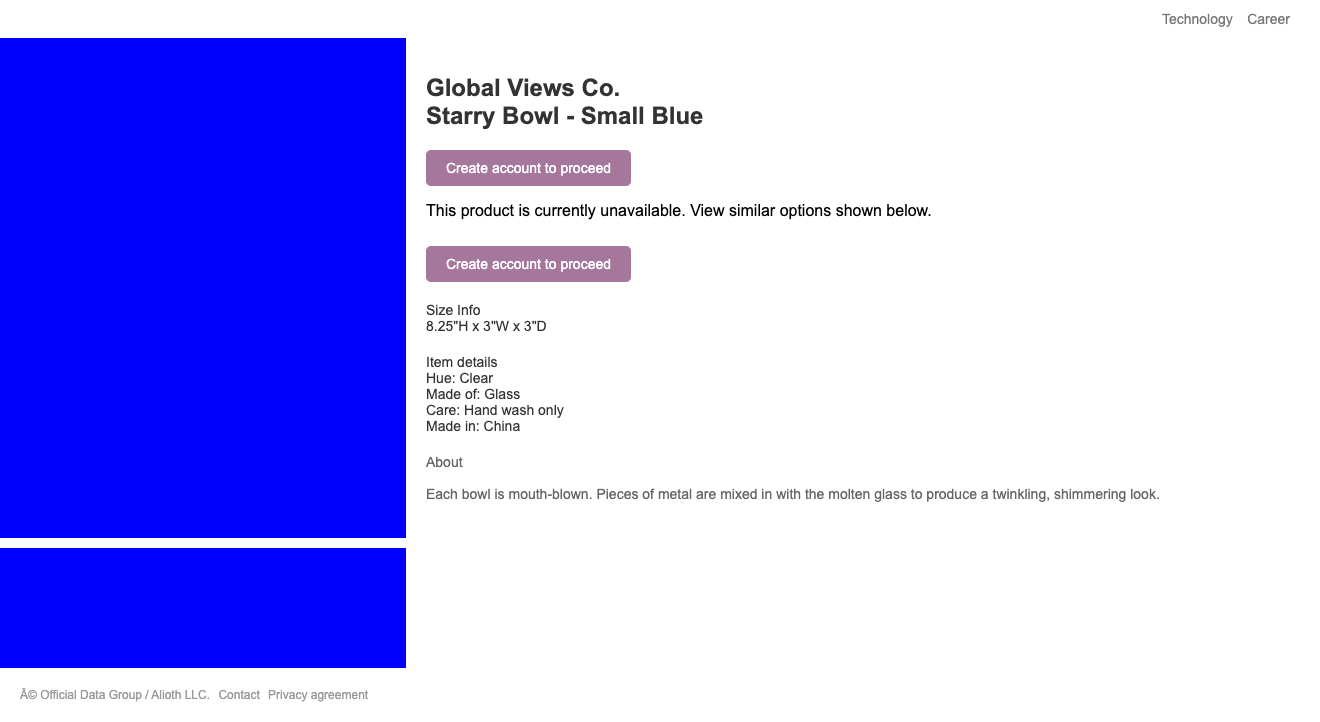 Technology Career
Global Views Co.
Starry Bowl - Small Blue
Create account to proceed
This product is currently unavailable. View similar options shown below.
Create account to proceed
Size Info
8.25"H x 3"W x 3"D
Item details
Hue: Clear
Made of: Glass
Care: Hand wash only
Made in: China
About
Each bowl is mouth-blown. Pieces of metal are mixed in with the molten glass to produce a twinkling, shimmering look.
Â© Official Data Group / Alioth LLC. Contact Privacy agreement